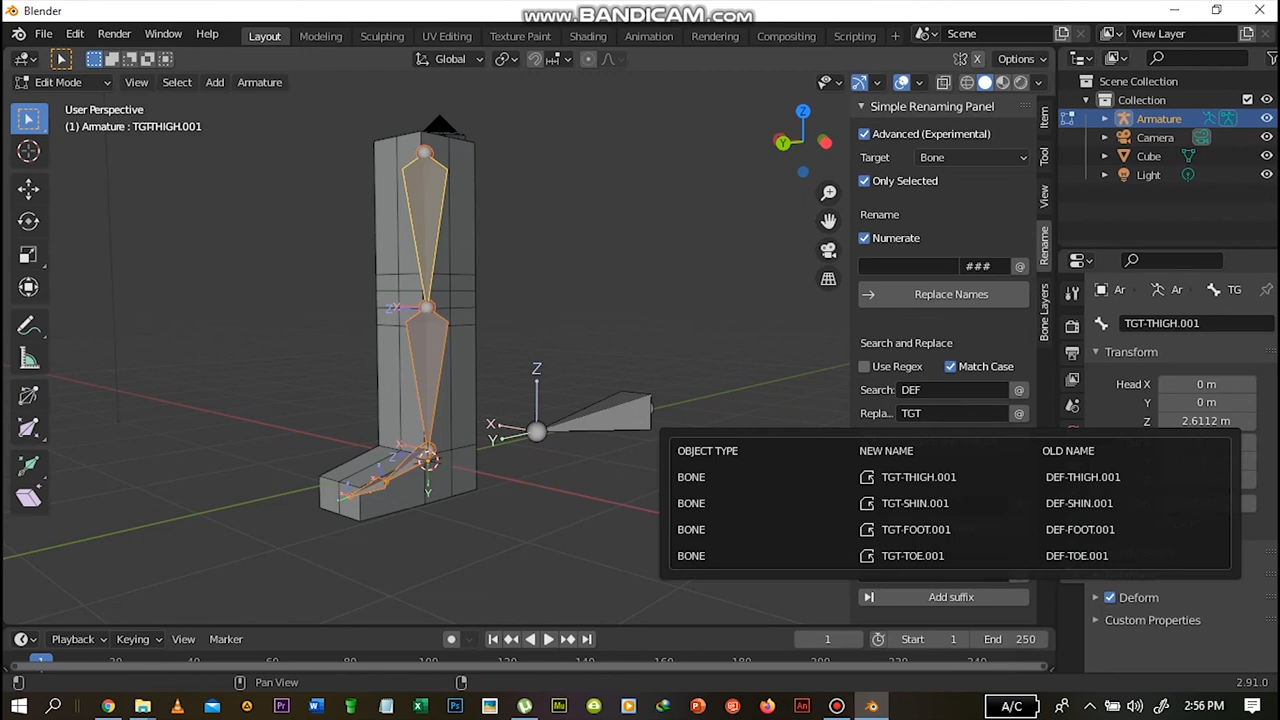 Blender
www.BANDICAM.com
File Edit Render Window Help Layout Modeling Sculpting UV Editing Texture Paint Shading Animation Rendering Compositing Scripting + Scene View Layer
Global Options
Edit Mode View Select Add Armature
User Perspective
(1) Armature : TGT-THIGH.001
Z
Y
X
Z
X
Y
Simple Renaming Panel
Advanced (Experimental)
Target Bone
Only Selected
Rename
Numerate
### @
Replace Names
Search and Replace
Use Regex Match Case
Search: DEF @
Repla... TGT @
OBJECT TYPE NEW NAME OLD NAME
BONE TGT-THIGH.001 DEF-THIGH.001
BONE TGT-SHIN.001 DEF-SHIN.001
BONE TGT-FOOT.001 DEF-FOOT.001
BONE TGT-TOE.001 DEF-TOE.001
Add suffix
Item
Tool
View
Rename
Bone Layers
Scene Collection
Collection
Armature
Camera
Cube
Light
Ar Ar TG
TGT-THIGH.001
Transform
Head X 0 m
Y 0 m
Z 2.6112 m
Deform
Custom Properties
Playback Keying View Marker 1 Start 1 End 250
1
Pan View 2.91.0
A/C 2:56 PM